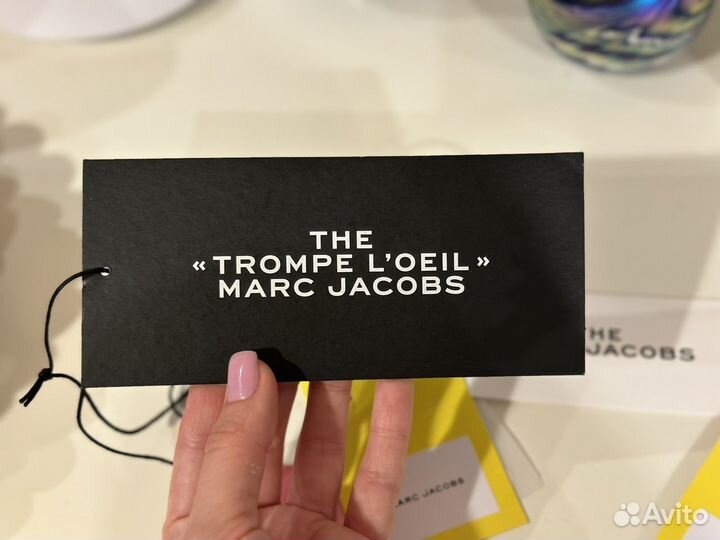 THE
« TROMPE L'OEIL »
MARC JACOBS
THE
JACOBS
MARC JACOBS
Avito